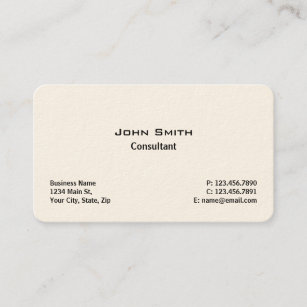 John Smith
Consultant
Business Name
1234 Main St,
Your City, State, Zip
P: 123.456.7890
C: 123.456.7891
E: name@email.com